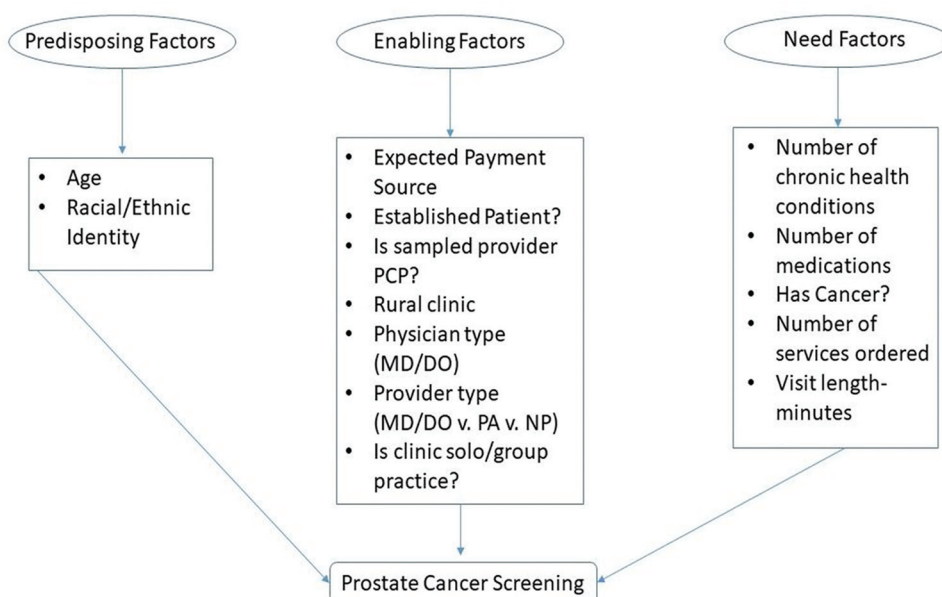 Predisposing Factors
Enabling Factors
Need Factors
• Age
• Racial/Ethnic
Identity
• Expected Payment
Source
• Established Patient?
• Is sampled provider
PCP?
• Rural clinic
• Physician type
(MD/DO)
• Provider type
(MD/DO v. PA v. NP)
• Is clinic solo/group
practice?
• Number of
chronic health
conditions
• Number of
medications
• Has Cancer?
• Number of
services ordered
• Visit length-
minutes
Prostate Cancer Screening